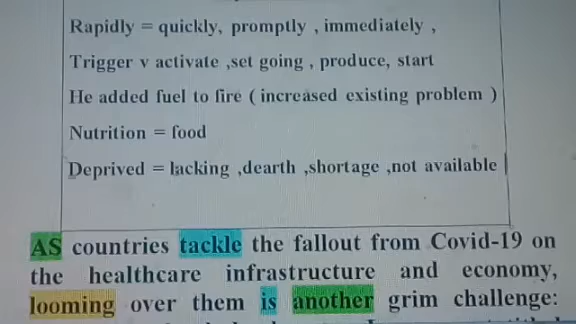 Rapidly = quickly, promptly , immediately ,
Trigger v activate ,set going , produce, start
He added fuel to fire ( increased existing problem )
Nutrition = food
Deprived = lacking ,dearth ,shortage ,not available
AS countries tackle the fallout from Covid-19 on
the healthcare infrastructure and economy,
looming over them is another grim challenge: